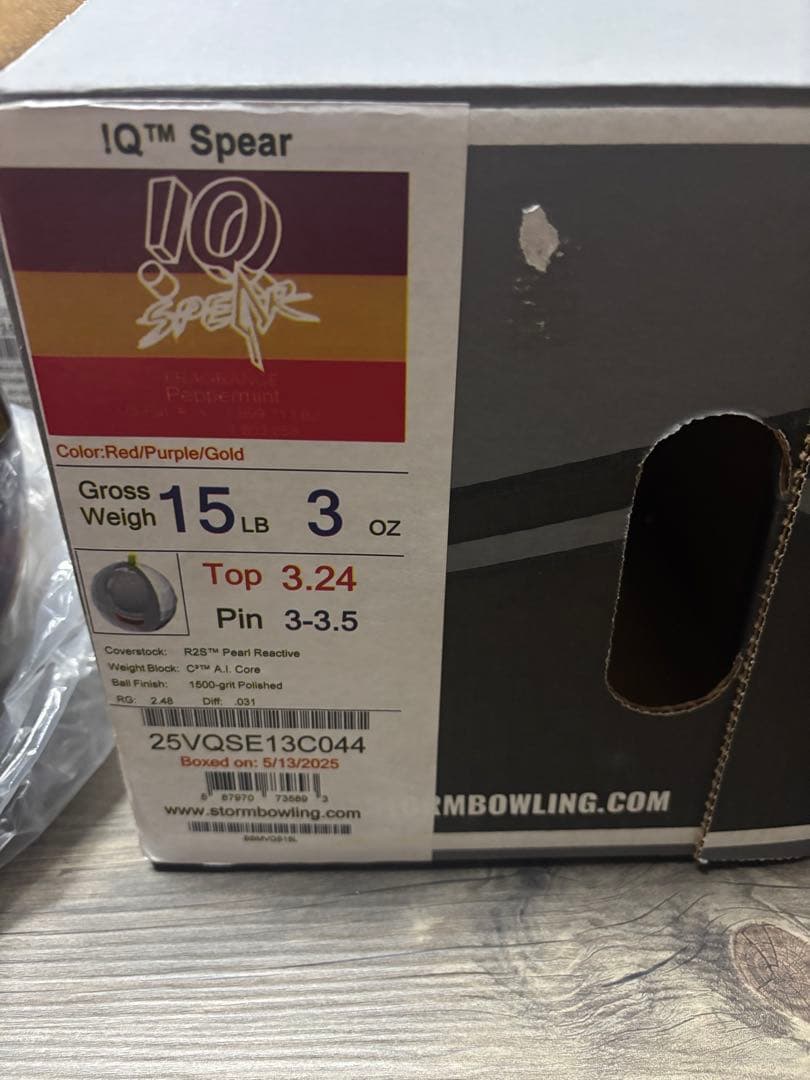 !Q™ Spear
!Q
SPEAR
FRAGRANCE
Peppermint
Color:Red/Purple/Gold
Gross
Weigh 15 LB 3 OZ
Top 3.24
Pin 3-3.5
Coverstock: R2S™ Pearl Reactive
Weight Block: C³™ A.I. Core
Ball Finish: 1500-grit Polished
RG: 2.48 Diff: .031
25VQSE13C044
Boxed on: 5/13/2025
www.stormbowling.com
RMBOWLING.COM